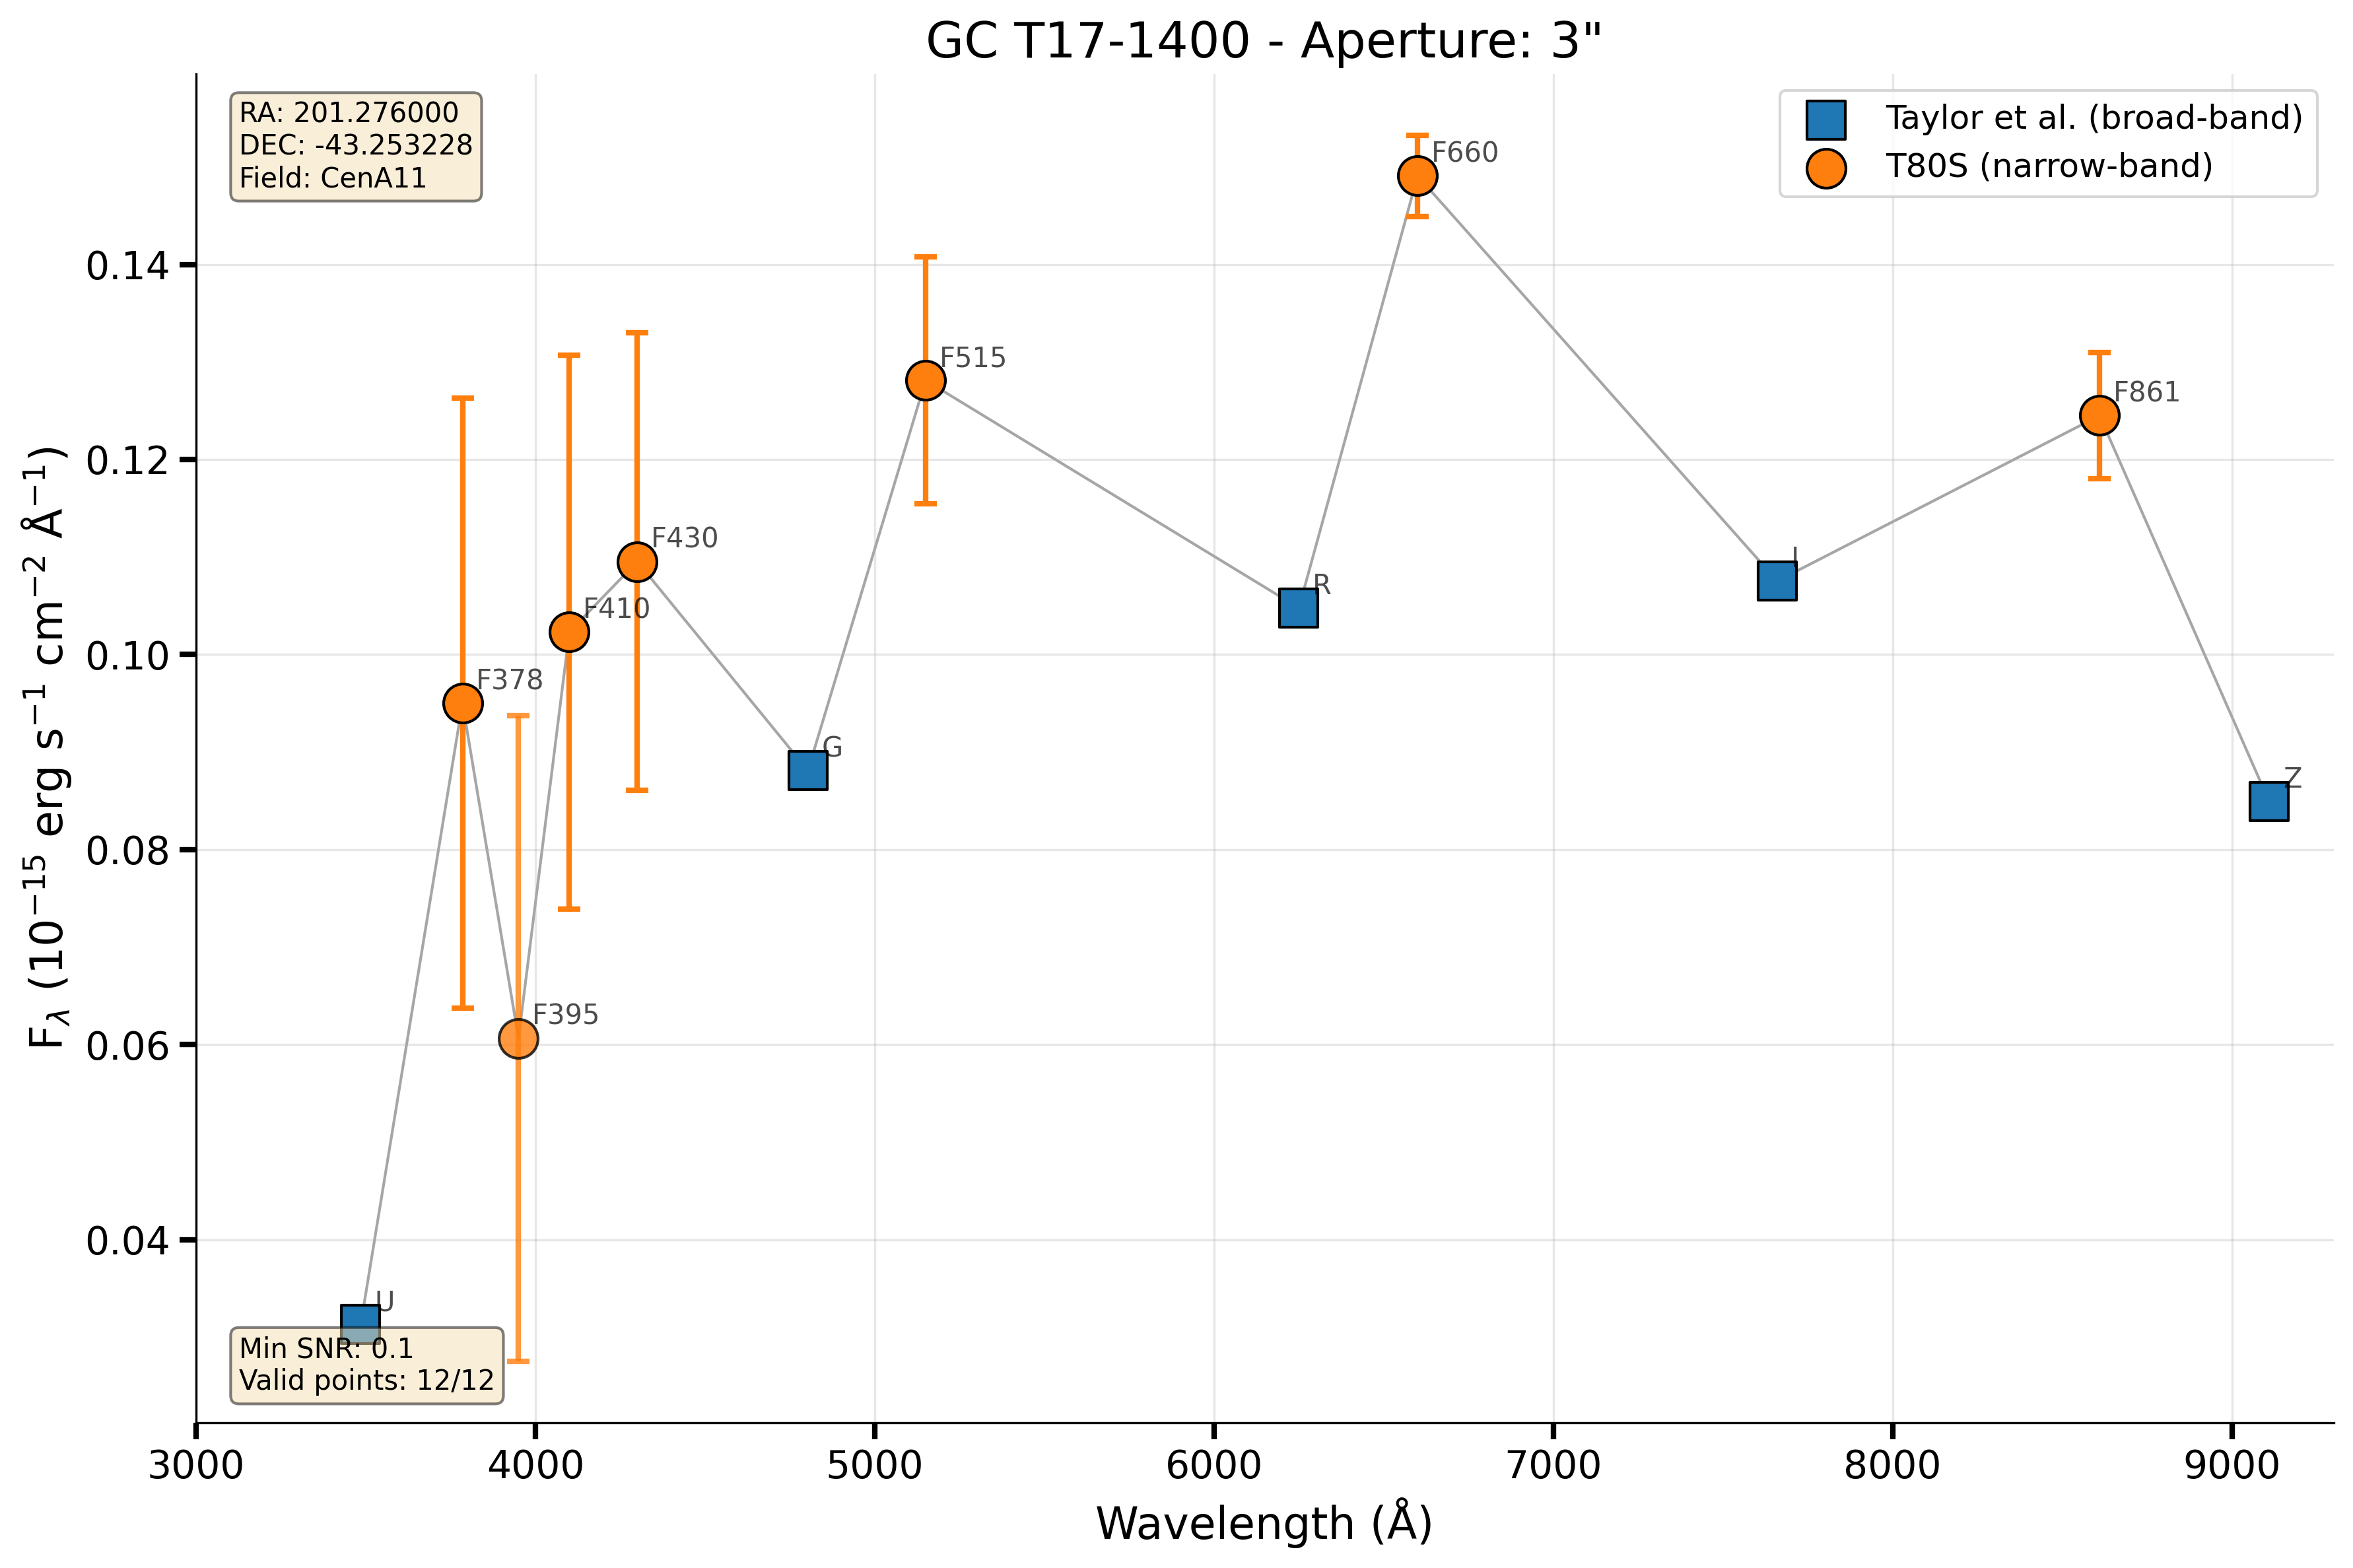 GC T17-1400 - Aperture: 3"
RA: 201.276000
DEC: -43.253228
Field: CenA11
Taylor et al. (broad-band)
T80S (narrow-band)
F660
F515
F861
F430
F410
F378
F395
I
R
G
Z
U
Min SNR: 0.1
Valid points: 12/12
0.14
0.12
0.10
0.08
0.06
0.04
F_λ (10⁻¹⁵ erg s⁻¹ cm⁻² Å⁻¹)
3000 4000 5000 6000 7000 8000 9000
Wavelength (Å)